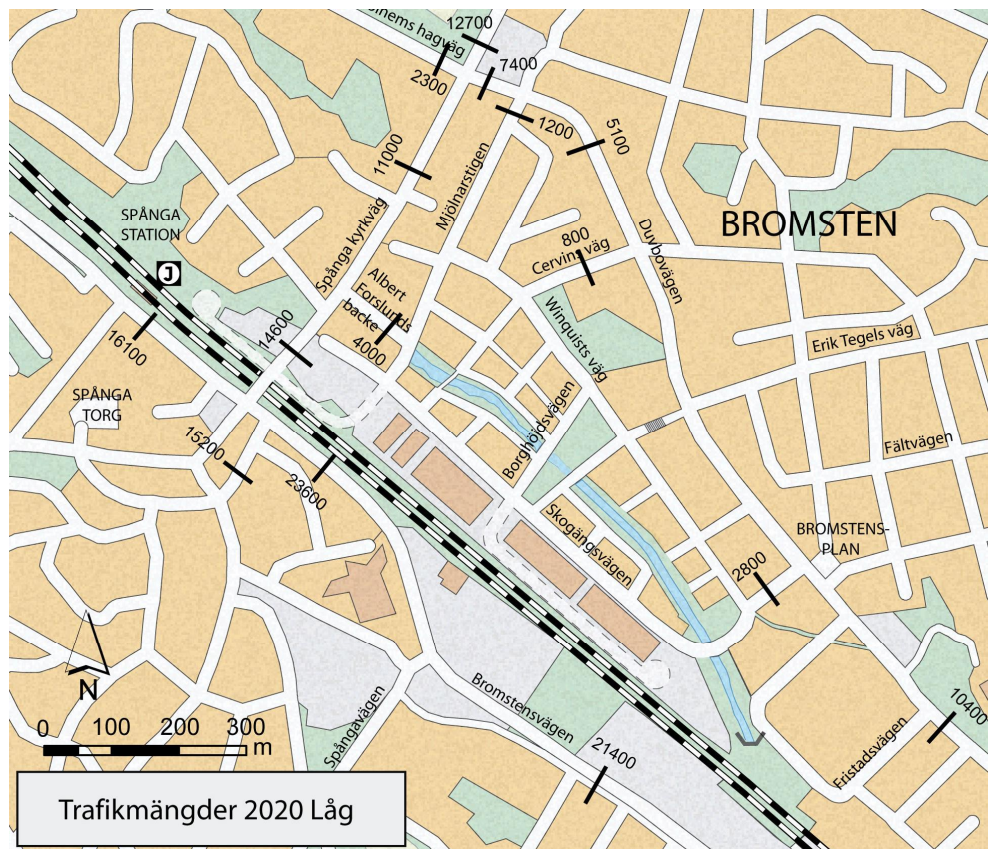 hagväg
12700
2300
7400
1200
5100
11000
Mjölnarstigen
Spånga kyrkväg
SPÅNGA
STATION
J
BROMSTEN
800
Cervins väg
Duvbovägen
Albert
Forslunds
backe
4000
14600
16100
Winquists väg
Erik Tegels väg
SPÅNGA
TORG
15200
23600
Borghöjdsvägen
Fältvägen
Skogängsvägen
BROMSTENS-
PLAN
2800
N
0 100 200 300
m
Spångavägen
Bromstensvägen
21400
Fristadsvägen
10400
Trafikmängder 2020 Låg